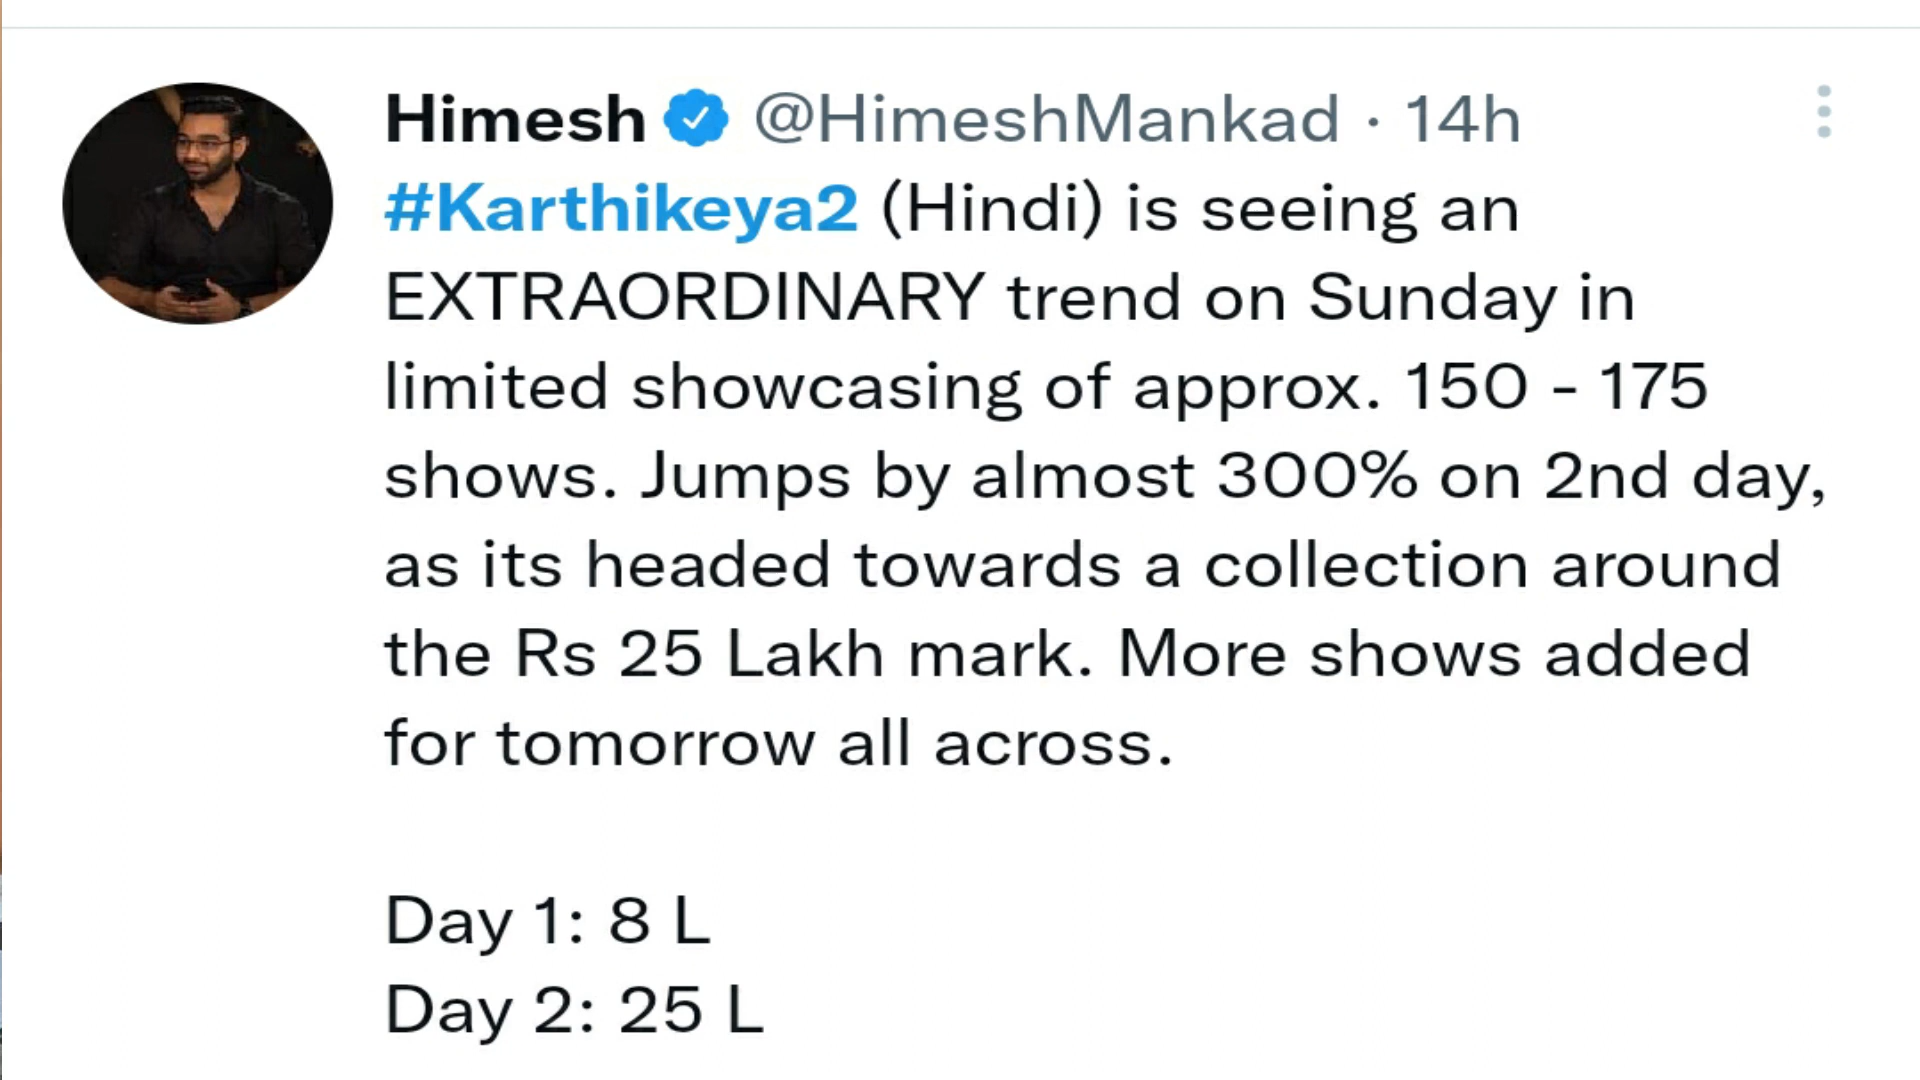 Himesh @HimeshMankad · 14h
#Karthikeya2 (Hindi) is seeing an
EXTRAORDINARY trend on Sunday in
limited showcasing of approx. 150 - 175
shows. Jumps by almost 300% on 2nd day,
as its headed towards a collection around
the Rs 25 Lakh mark. More shows added
for tomorrow all across.
Day 1: 8 L
Day 2: 25 L